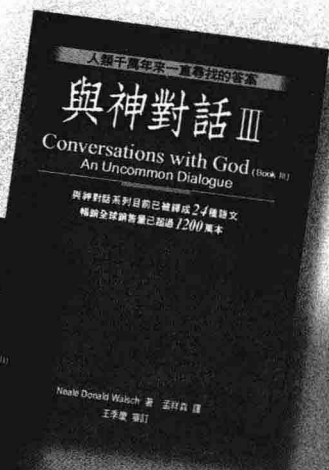 人類千萬年來一直尋找的答案
與神對話III
Conversations with God (Book III)
An Uncommon Dialogue
與神對話系列目前已被譯成24種語文
暢銷全球銷售量已超過1200萬本
Neale Donald Walsch 著 孟祥森 譯
王季慶 審訂